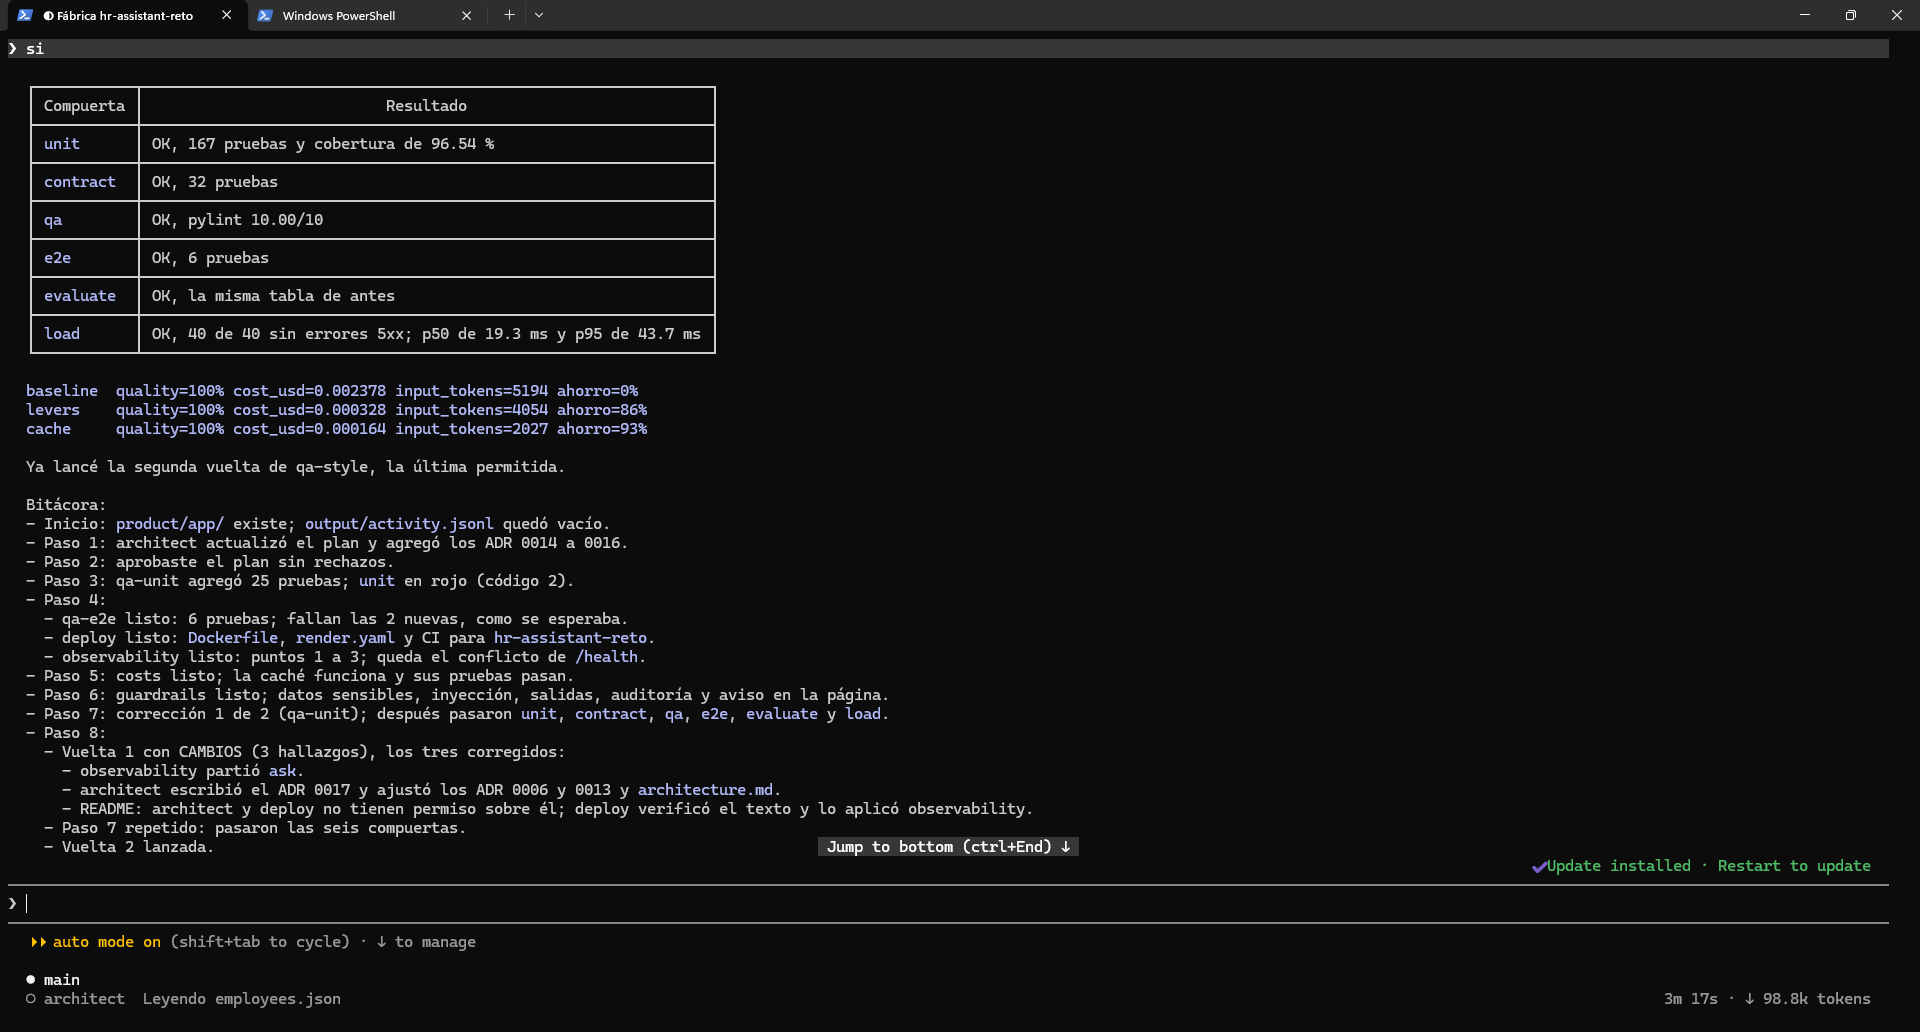 Fábrica hr-assistant-reto
Windows PowerShell
❯ si
Compuerta Resultado
unit OK, 167 pruebas y cobertura de 96.54 %
contract OK, 32 pruebas
qa OK, pylint 10.00/10
e2e OK, 6 pruebas
evaluate OK, la misma tabla de antes
load OK, 40 de 40 sin errores 5xx; p50 de 19.3 ms y p95 de 43.7 ms
baseline quality=100% cost_usd=0.002378 input_tokens=5194 ahorro=0%
levers quality=100% cost_usd=0.000328 input_tokens=4054 ahorro=86%
cache quality=100% cost_usd=0.000164 input_tokens=2027 ahorro=93%
Ya lancé la segunda vuelta de qa-style, la última permitida.
Bitácora:
- Inicio: product/app/ existe; output/activity.jsonl quedó vacío.
- Paso 1: architect actualizó el plan y agregó los ADR 0014 a 0016.
- Paso 2: aprobaste el plan sin rechazos.
- Paso 3: qa-unit agregó 25 pruebas; unit en rojo (código 2).
- Paso 4:
- qa-e2e listo: 6 pruebas; fallan las 2 nuevas, como se esperaba.
- deploy listo: Dockerfile, render.yaml y CI para hr-assistant-reto.
- observability listo: puntos 1 a 3; queda el conflicto de /health.
- Paso 5: costs listo; la caché funciona y sus pruebas pasan.
- Paso 6: guardrails listo; datos sensibles, inyección, salidas, auditoría y aviso en la página.
- Paso 7: corrección 1 de 2 (qa-unit); después pasaron unit, contract, qa, e2e, evaluate y load.
- Paso 8:
- Vuelta 1 con CAMBIOS (3 hallazgos), los tres corregidos:
- observability partió ask.
- architect escribió el ADR 0017 y ajustó los ADR 0006 y 0013 y architecture.md.
- README: architect y deploy no tienen permiso sobre él; deploy verificó el texto y lo aplicó observability.
- Paso 7 repetido: pasaron las seis compuertas.
- Vuelta 2 lanzada.
Jump to bottom (ctrl+End) ↓
Update installed · Restart to update
❯
auto mode on (shift+tab to cycle) · ↓ to manage
● main
○ architect Leyendo employees.json 3m 17s · ↓ 98.8k tokens